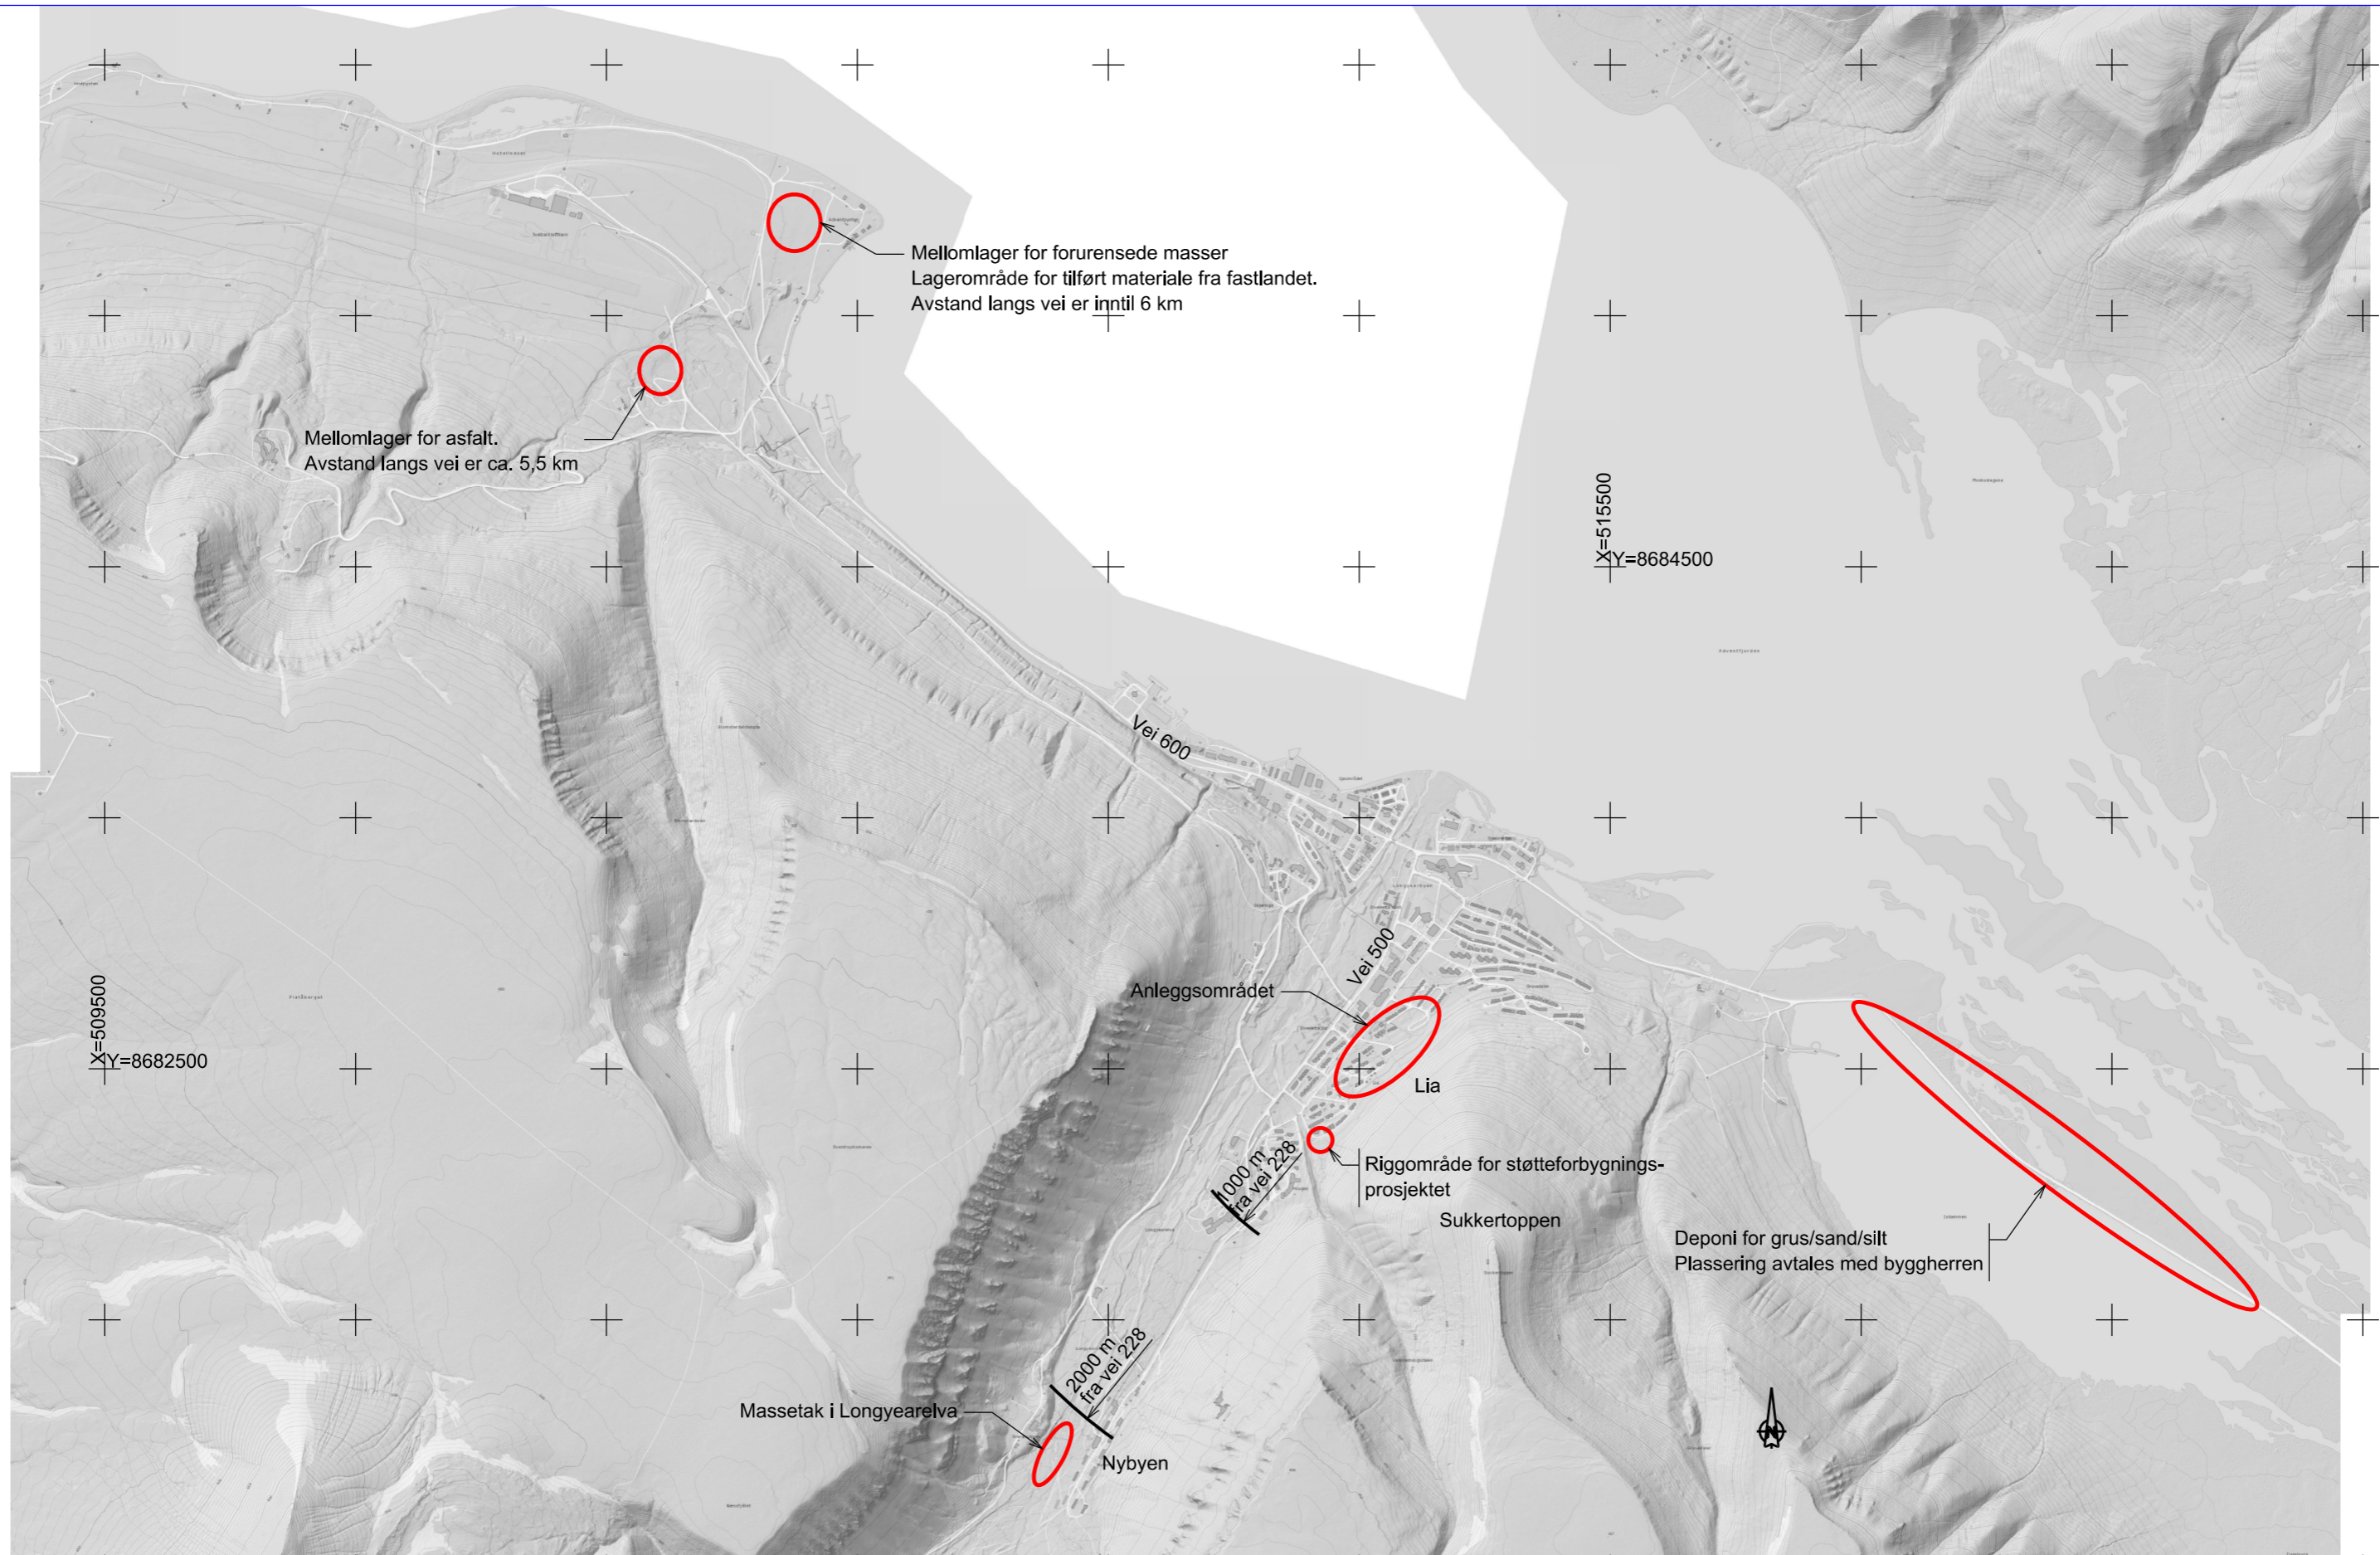 Mellomlager for forurensede masser
Lagerområde for tilført materiale fra fastlandet.
Avstand langs vei er inntil 6 km
Mellomlager for asfalt.
Avstand langs vei er ca. 5,5 km
X=515500
Y=8684500
Vei 600
Vei 500
Anleggsområdet
X=509500
Y=8682500
Lia
1000 m
fra vei 228
Riggområde for støtteforbygnings-
prosjektet
Sukkertoppen
Deponi for grus/sand/silt
Plassering avtales med byggherren
2000 m
fra vei 228
Massetak i Longyearelva
Nybyen
N